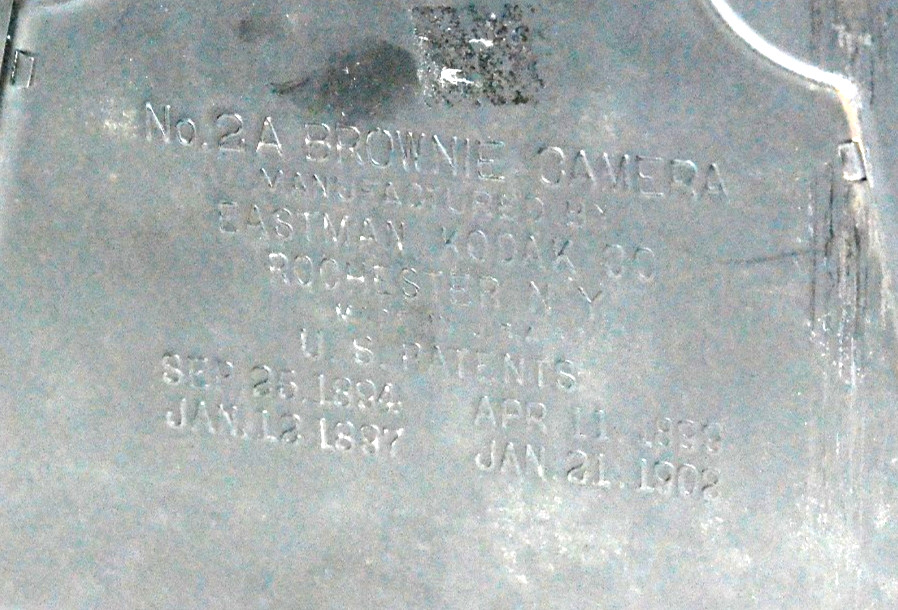 No. 2A BROWNIE CAMERA
MANUFACTURED BY
EASTMAN KODAK CO
ROCHESTER N.Y.
U.S. PATENTS
SEP. 25. 1894. APR. 11. 1899
JAN. 12. 1897 JAN. 21. 1902